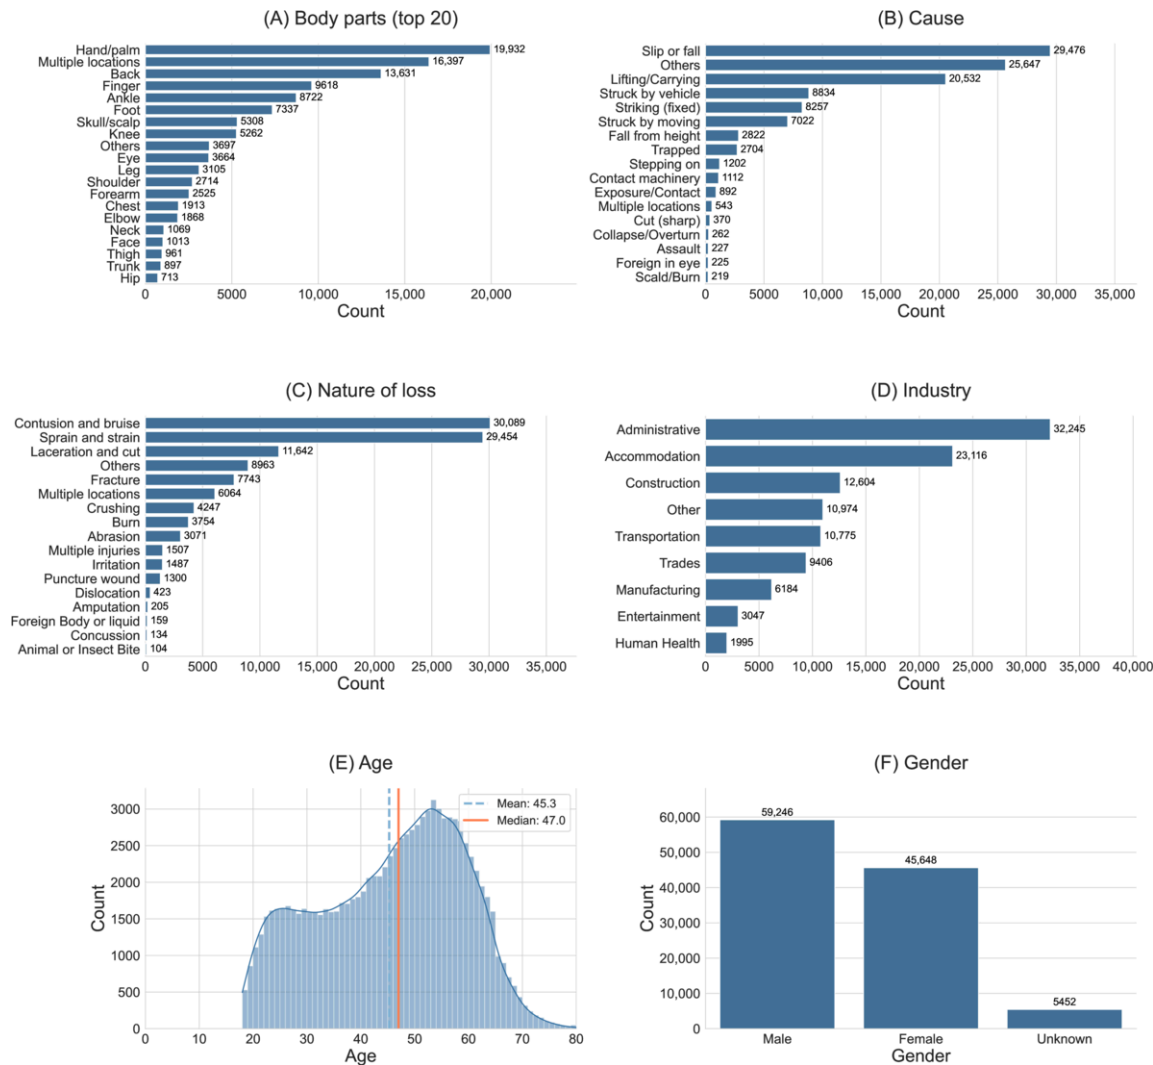 (A) Body parts (top 20)
Hand/palm 19,932
Multiple locations 16,397
Back 13,631
Finger 9618
Ankle 8722
Foot 7337
Skull/scalp 5308
Knee 5262
Others 3697
Eye 3664
Leg 3105
Shoulder 2714
Forearm 2525
Chest 1913
Elbow 1868
Neck 1069
Face 1013
Thigh 961
Trunk 897
Hip 713
0 5000 10,000 15,000 20,000
Count
(B) Cause
Slip or fall 29,476
Others 25,647
Lifting/Carrying 20,532
Struck by vehicle 8834
Striking (fixed) 8257
Struck by moving 7022
Fall from height 2822
Trapped 2704
Stepping on 1202
Contact machinery 1112
Exposure/Contact 892
Multiple locations 543
Cut (sharp) 370
Collapse/Overturn 262
Assault 227
Foreign in eye 225
Scald/Burn 219
0 5000 10,000 15,000 20,000 25,000 30,000 35,000
Count
(C) Nature of loss
Contusion and bruise 30,089
Sprain and strain 29,454
Laceration and cut 11,642
Others 8963
Fracture 7743
Multiple locations 6064
Crushing 4247
Burn 3754
Abrasion 3071
Multiple injuries 1507
Irritation 1487
Puncture wound 1300
Dislocation 423
Amputation 205
Foreign Body or liquid 159
Concussion 134
Animal or Insect Bite 104
0 5000 10,000 15,000 20,000 25,000 30,000 35,000
Count
(D) Industry
Administrative 32,245
Accommodation 23,116
Construction 12,604
Other 10,974
Transportation 10,775
Trades 9406
Manufacturing 6184
Entertainment 3047
Human Health 1995
0 5000 10,000 15,000 20,000 25,000 30,000 35,000 40,000
Count
(E) Age
Mean: 45.3
Median: 47.0
3000
2500
2000
1500
1000
500
0
Count
0 10 20 30 40 50 60 70 80
Age
(F) Gender
59,246
45,648
5452
60,000
50,000
40,000
30,000
20,000
10,000
0
Count
Male Female Unknown
Gender